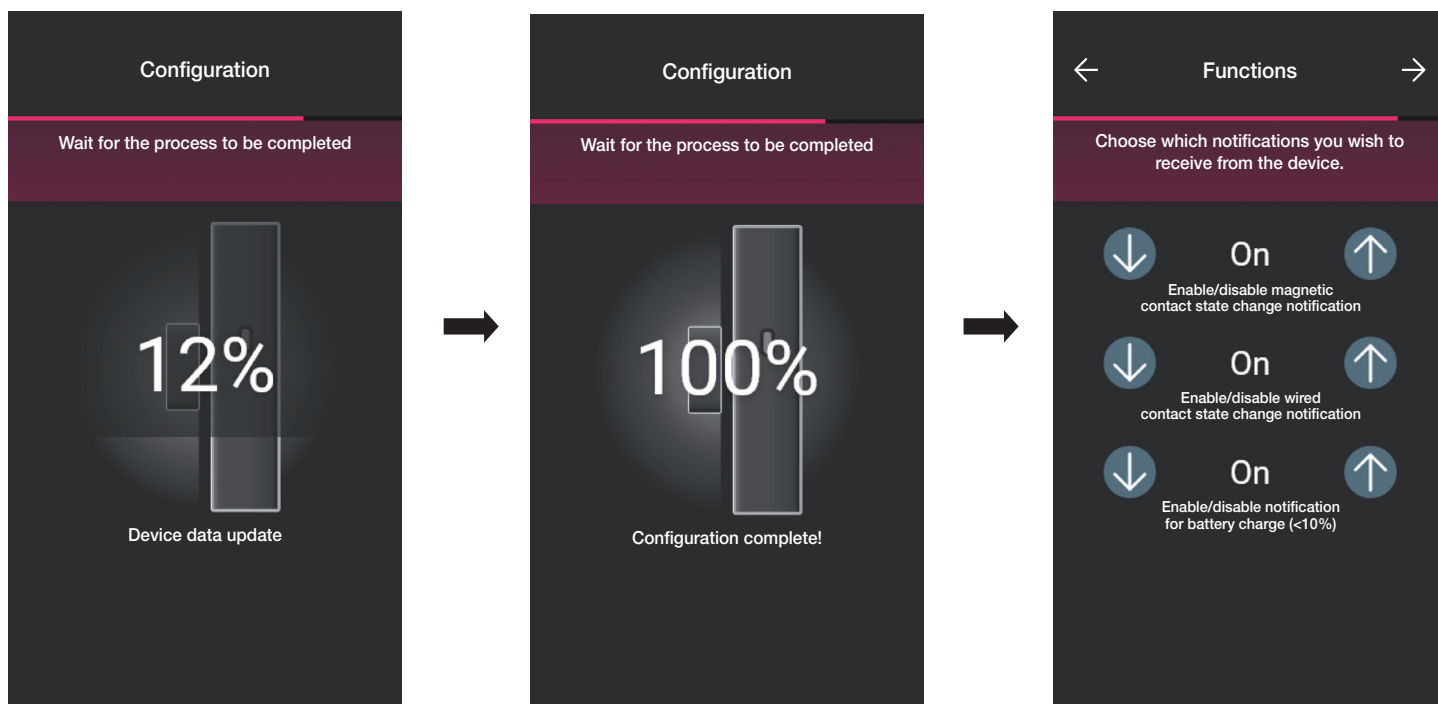 Configuration
Wait for the process to be completed
12%
Device data update
Configuration
Wait for the process to be completed
100%
Configuration complete!
Functions
Choose which notifications you wish to
receive from the device.
On
Enable/disable magnetic
contact state change notification
On
Enable/disable wired
contact state change notification
On
Enable/disable notification
for battery charge (<10%)